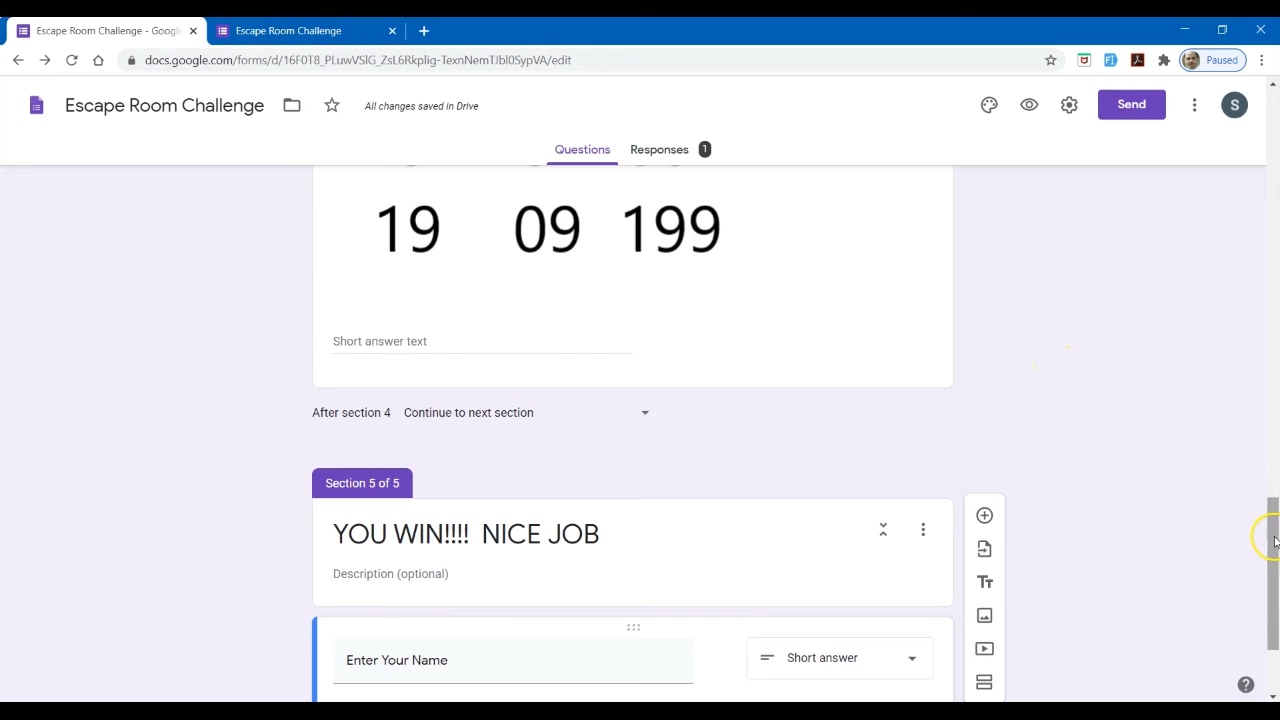 Escape Room Challenge - Google
Escape Room Challenge
docs.google.com/forms/d/16F0T8_PLuwVSlG_ZsL6Rkplig-TexnNemTJbl0SypVA/edit
Paused
Escape Room Challenge
All changes saved in Drive
Send
S
Questions
Responses 1
19 09 199
Short answer text
After section 4 Continue to next section
Section 5 of 5
YOU WIN!!!! NICE JOB
Description (optional)
Enter Your Name
Short answer